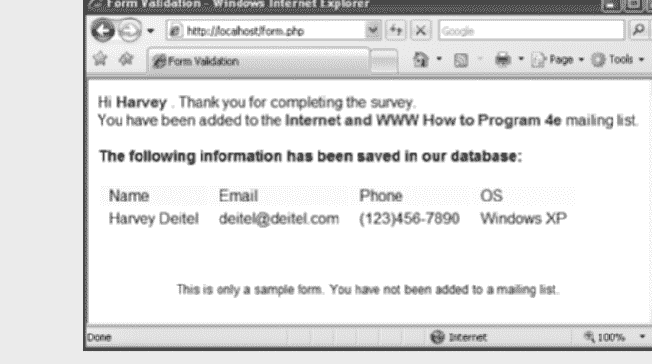 Form Validation - Windows Internet Explorer
http://localhost/form.php
Google
Form Validation
Page
Tools
Hi Harvey . Thank you for completing the survey.
You have been added to the Internet and WWW How to Program 4e mailing list.
The following information has been saved in our database:
Name Email Phone OS
Harvey Deitel deitel@deitel.com (123)456-7890 Windows XP
This is only a sample form. You have not been added to a mailing list.
Done Internet 100%